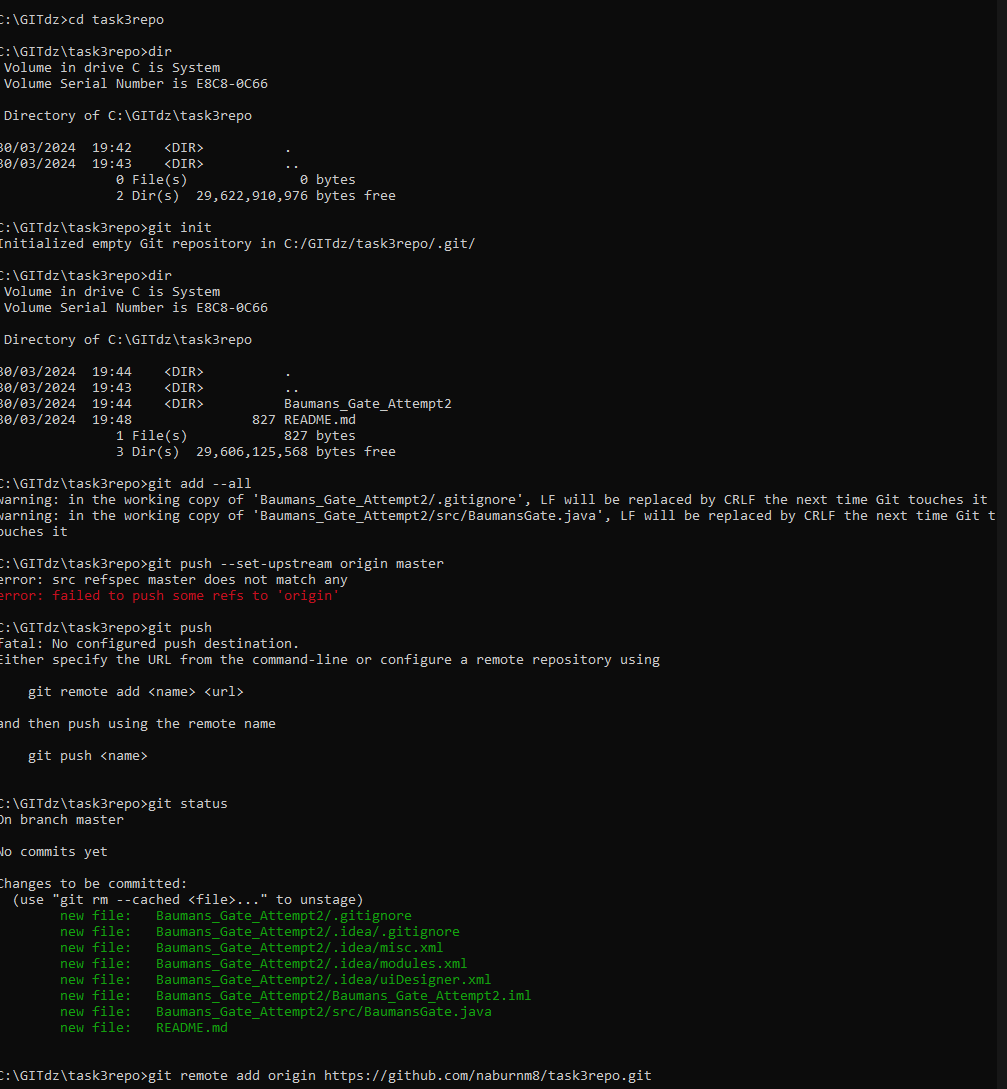 C:\GITdz>cd task3repo
C:\GITdz\task3repo>dir
Volume in drive C is System
Volume Serial Number is E8C8-0C66
Directory of C:\GITdz\task3repo
30/03/2024  19:42    <DIR>          .
30/03/2024  19:43    <DIR>          ..
0 File(s)              0 bytes
2 Dir(s)  29,622,910,976 bytes free
C:\GITdz\task3repo>git init
Initialized empty Git repository in C:/GITdz/task3repo/.git/
C:\GITdz\task3repo>dir
Volume in drive C is System
Volume Serial Number is E8C8-0C66
Directory of C:\GITdz\task3repo
30/03/2024  19:44    <DIR>          .
30/03/2024  19:43    <DIR>          ..
30/03/2024  19:44    <DIR>          Baumans_Gate_Attempt2
30/03/2024  19:48               827 README.md
1 File(s)            827 bytes
3 Dir(s)  29,606,125,568 bytes free
C:\GITdz\task3repo>git add --all
warning: in the working copy of 'Baumans_Gate_Attempt2/.gitignore', LF will be replaced by CRLF the next time Git touches it
warning: in the working copy of 'Baumans_Gate_Attempt2/src/BaumansGate.java', LF will be replaced by CRLF the next time Git t
ouches it
C:\GITdz\task3repo>git push --set-upstream origin master
error: src refspec master does not match any
error: failed to push some refs to 'origin'
C:\GITdz\task3repo>git push
fatal: No configured push destination.
Either specify the URL from the command-line or configure a remote repository using
git remote add <name> <url>
and then push using the remote name
git push <name>
C:\GITdz\task3repo>git status
On branch master
No commits yet
Changes to be committed:
(use "git rm --cached <file>..." to unstage)
new file:   Baumans_Gate_Attempt2/.gitignore
new file:   Baumans_Gate_Attempt2/.idea/.gitignore
new file:   Baumans_Gate_Attempt2/.idea/misc.xml
new file:   Baumans_Gate_Attempt2/.idea/modules.xml
new file:   Baumans_Gate_Attempt2/.idea/uiDesigner.xml
new file:   Baumans_Gate_Attempt2/Baumans_Gate_Attempt2.iml
new file:   Baumans_Gate_Attempt2/src/BaumansGate.java
new file:   README.md
C:\GITdz\task3repo>git remote add origin https://github.com/naburnm8/task3repo.git